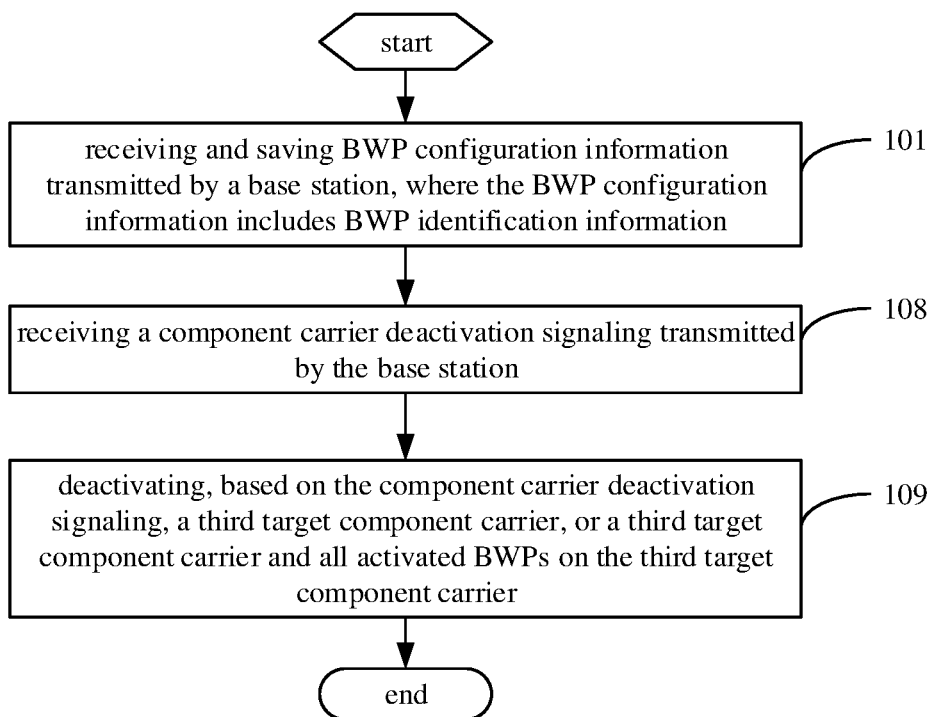 start
receiving and saving BWP configuration information
transmitted by a base station, where the BWP configuration
information includes BWP identification information
101
receiving a component carrier deactivation signaling transmitted
by the base station
108
deactivating, based on the component carrier deactivation
signaling, a third target component carrier, or a third target
component carrier and all activated BWPs on the third target
component carrier
109
end